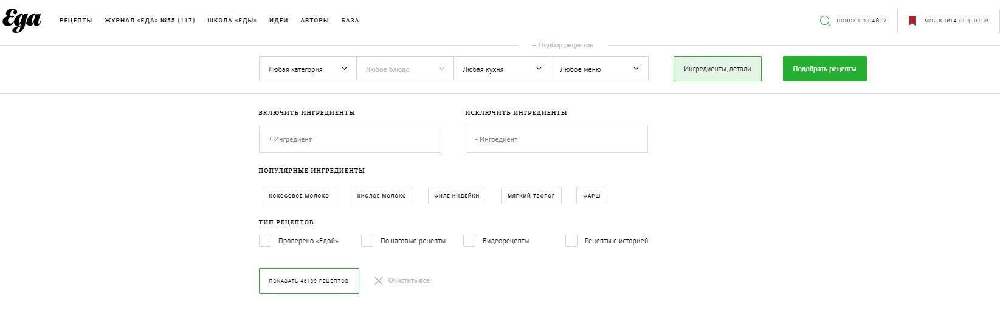 Еда РЕЦЕПТЫ ЖУРНАЛ «ЕДА» №55 (117) ШКОЛА «ЕДЫ» ИДЕИ АВТОРЫ БАЗА ПОИСК ПО САЙТУ МОЯ КНИГА РЕЦЕПТОВ
— Подбор рецептов
Любая категория Любое блюдо Любая кухня Любое меню Ингредиенты, детали Подобрать рецепты
ВКЛЮЧИТЬ ИНГРЕДИЕНТЫ ИСКЛЮЧИТЬ ИНГРЕДИЕНТЫ
+ Ингредиент - Ингредиент
ПОПУЛЯРНЫЕ ИНГРЕДИЕНТЫ
КОКОСОВОЕ МОЛОКО КИСЛОЕ МОЛОКО ФИЛЕ ИНДЕЙКИ МЯГКИЙ ТВОРОГ ФАРШ
ТИП РЕЦЕПТОВ
Проверено «Едой» Пошаговые рецепты Видеорецепты Рецепты с историей
ПОКАЗАТЬ 46189 РЕЦЕПТОВ Очистить все